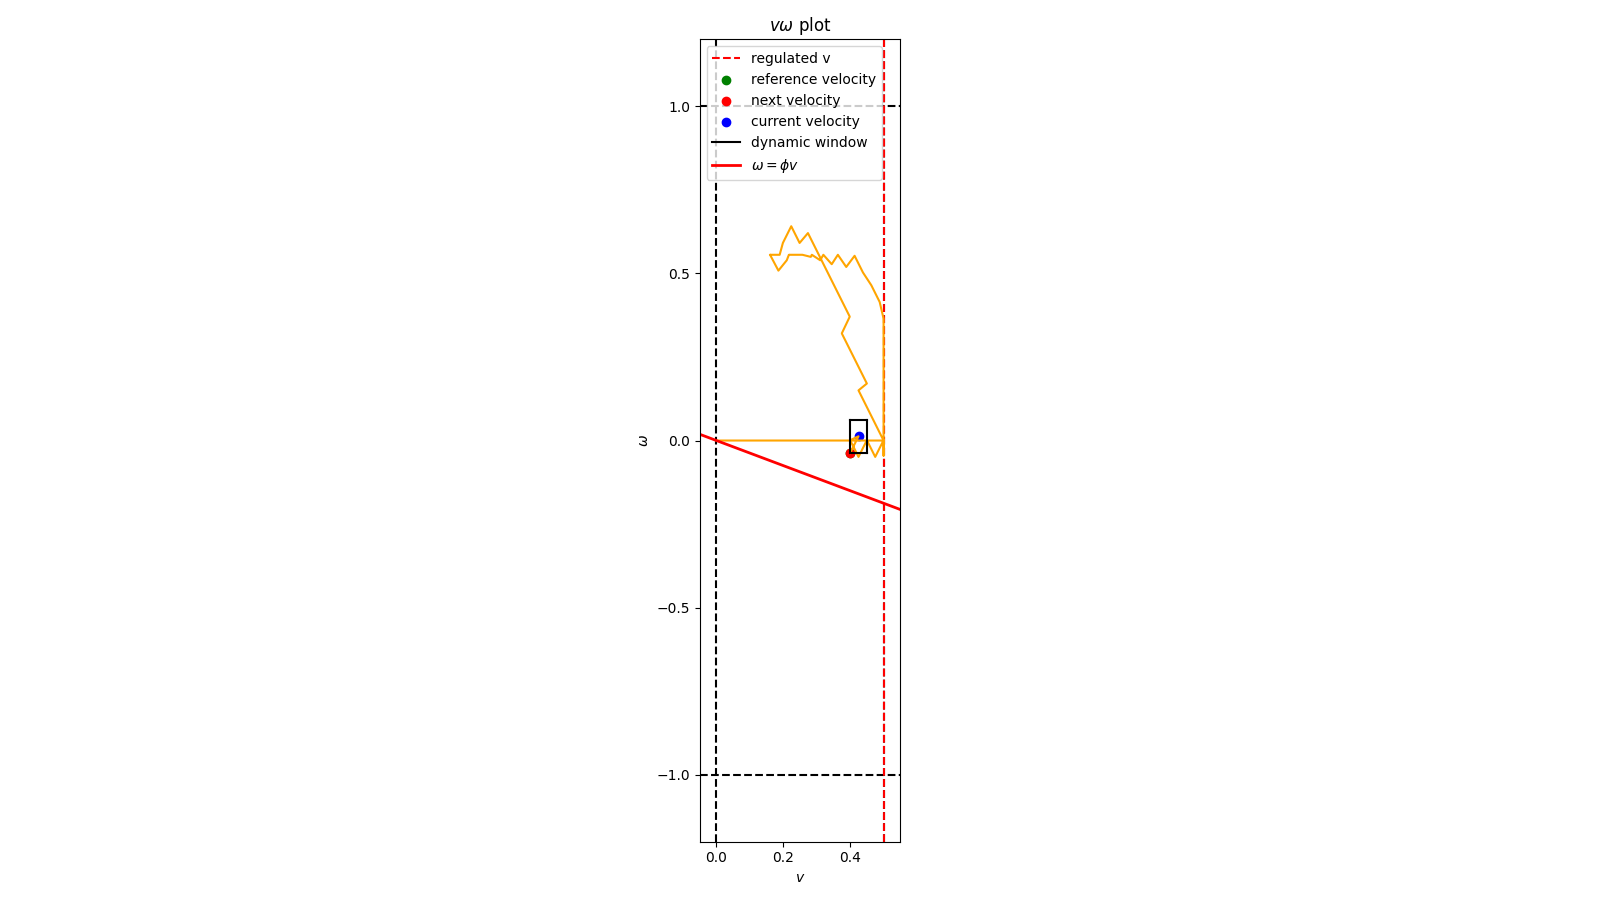 vω plot
regulated v
reference velocity
next velocity
current velocity
dynamic window
ω = ϕv
1.0
0.5
0.0
−0.5
−1.0
ω
0.0 0.2 0.4
v